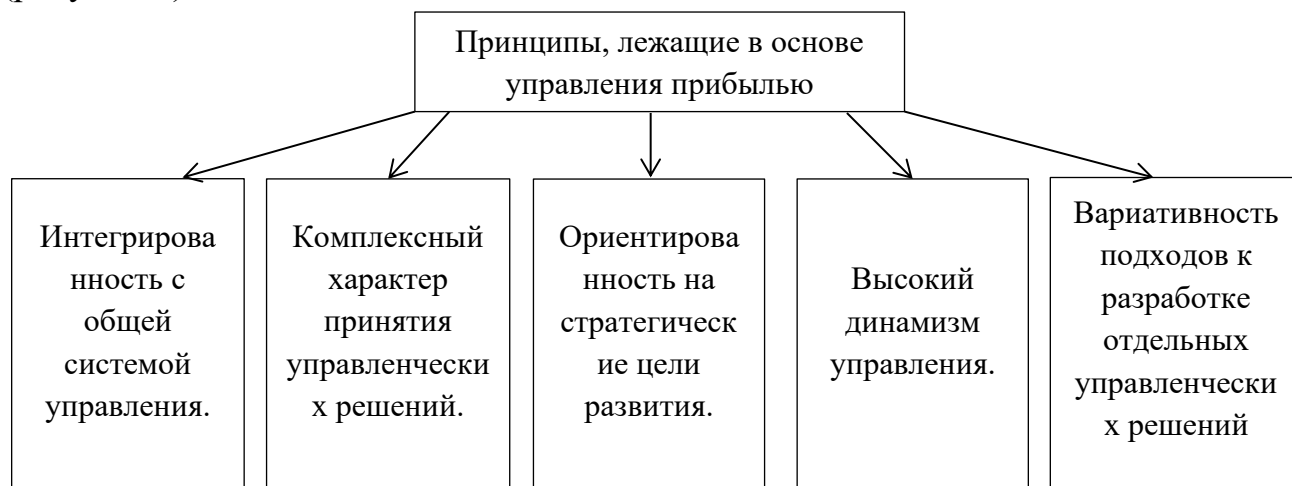 Принципы, лежащие в основе
управления прибылью
Интегрирова
нность с
общей
системой
управления.
Комплексный
характер
принятия
управленчески
х решений.
Ориентирова
нность на
стратегическ
ие цели
развития.
Высокий
динамизм
управления.
Вариативность
подходов к
разработке
отдельных
управленчески
х решений